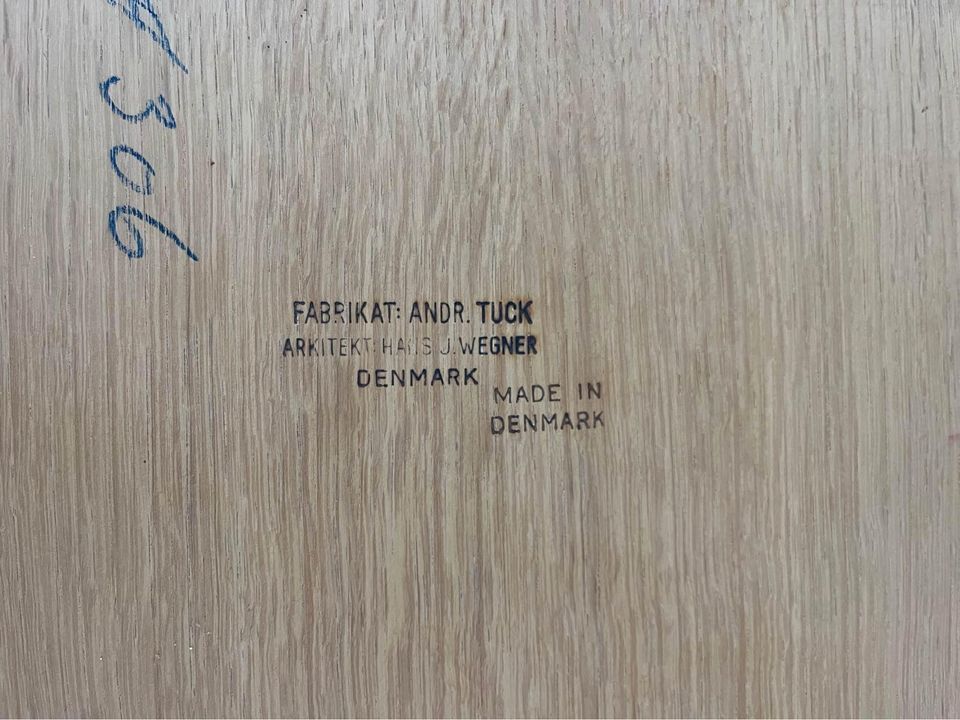 306
FABRIKAT: ANDR. TUCK
ARKITEKT: HANS J. WEGNER
DENMARK
MADE IN
DENMARK